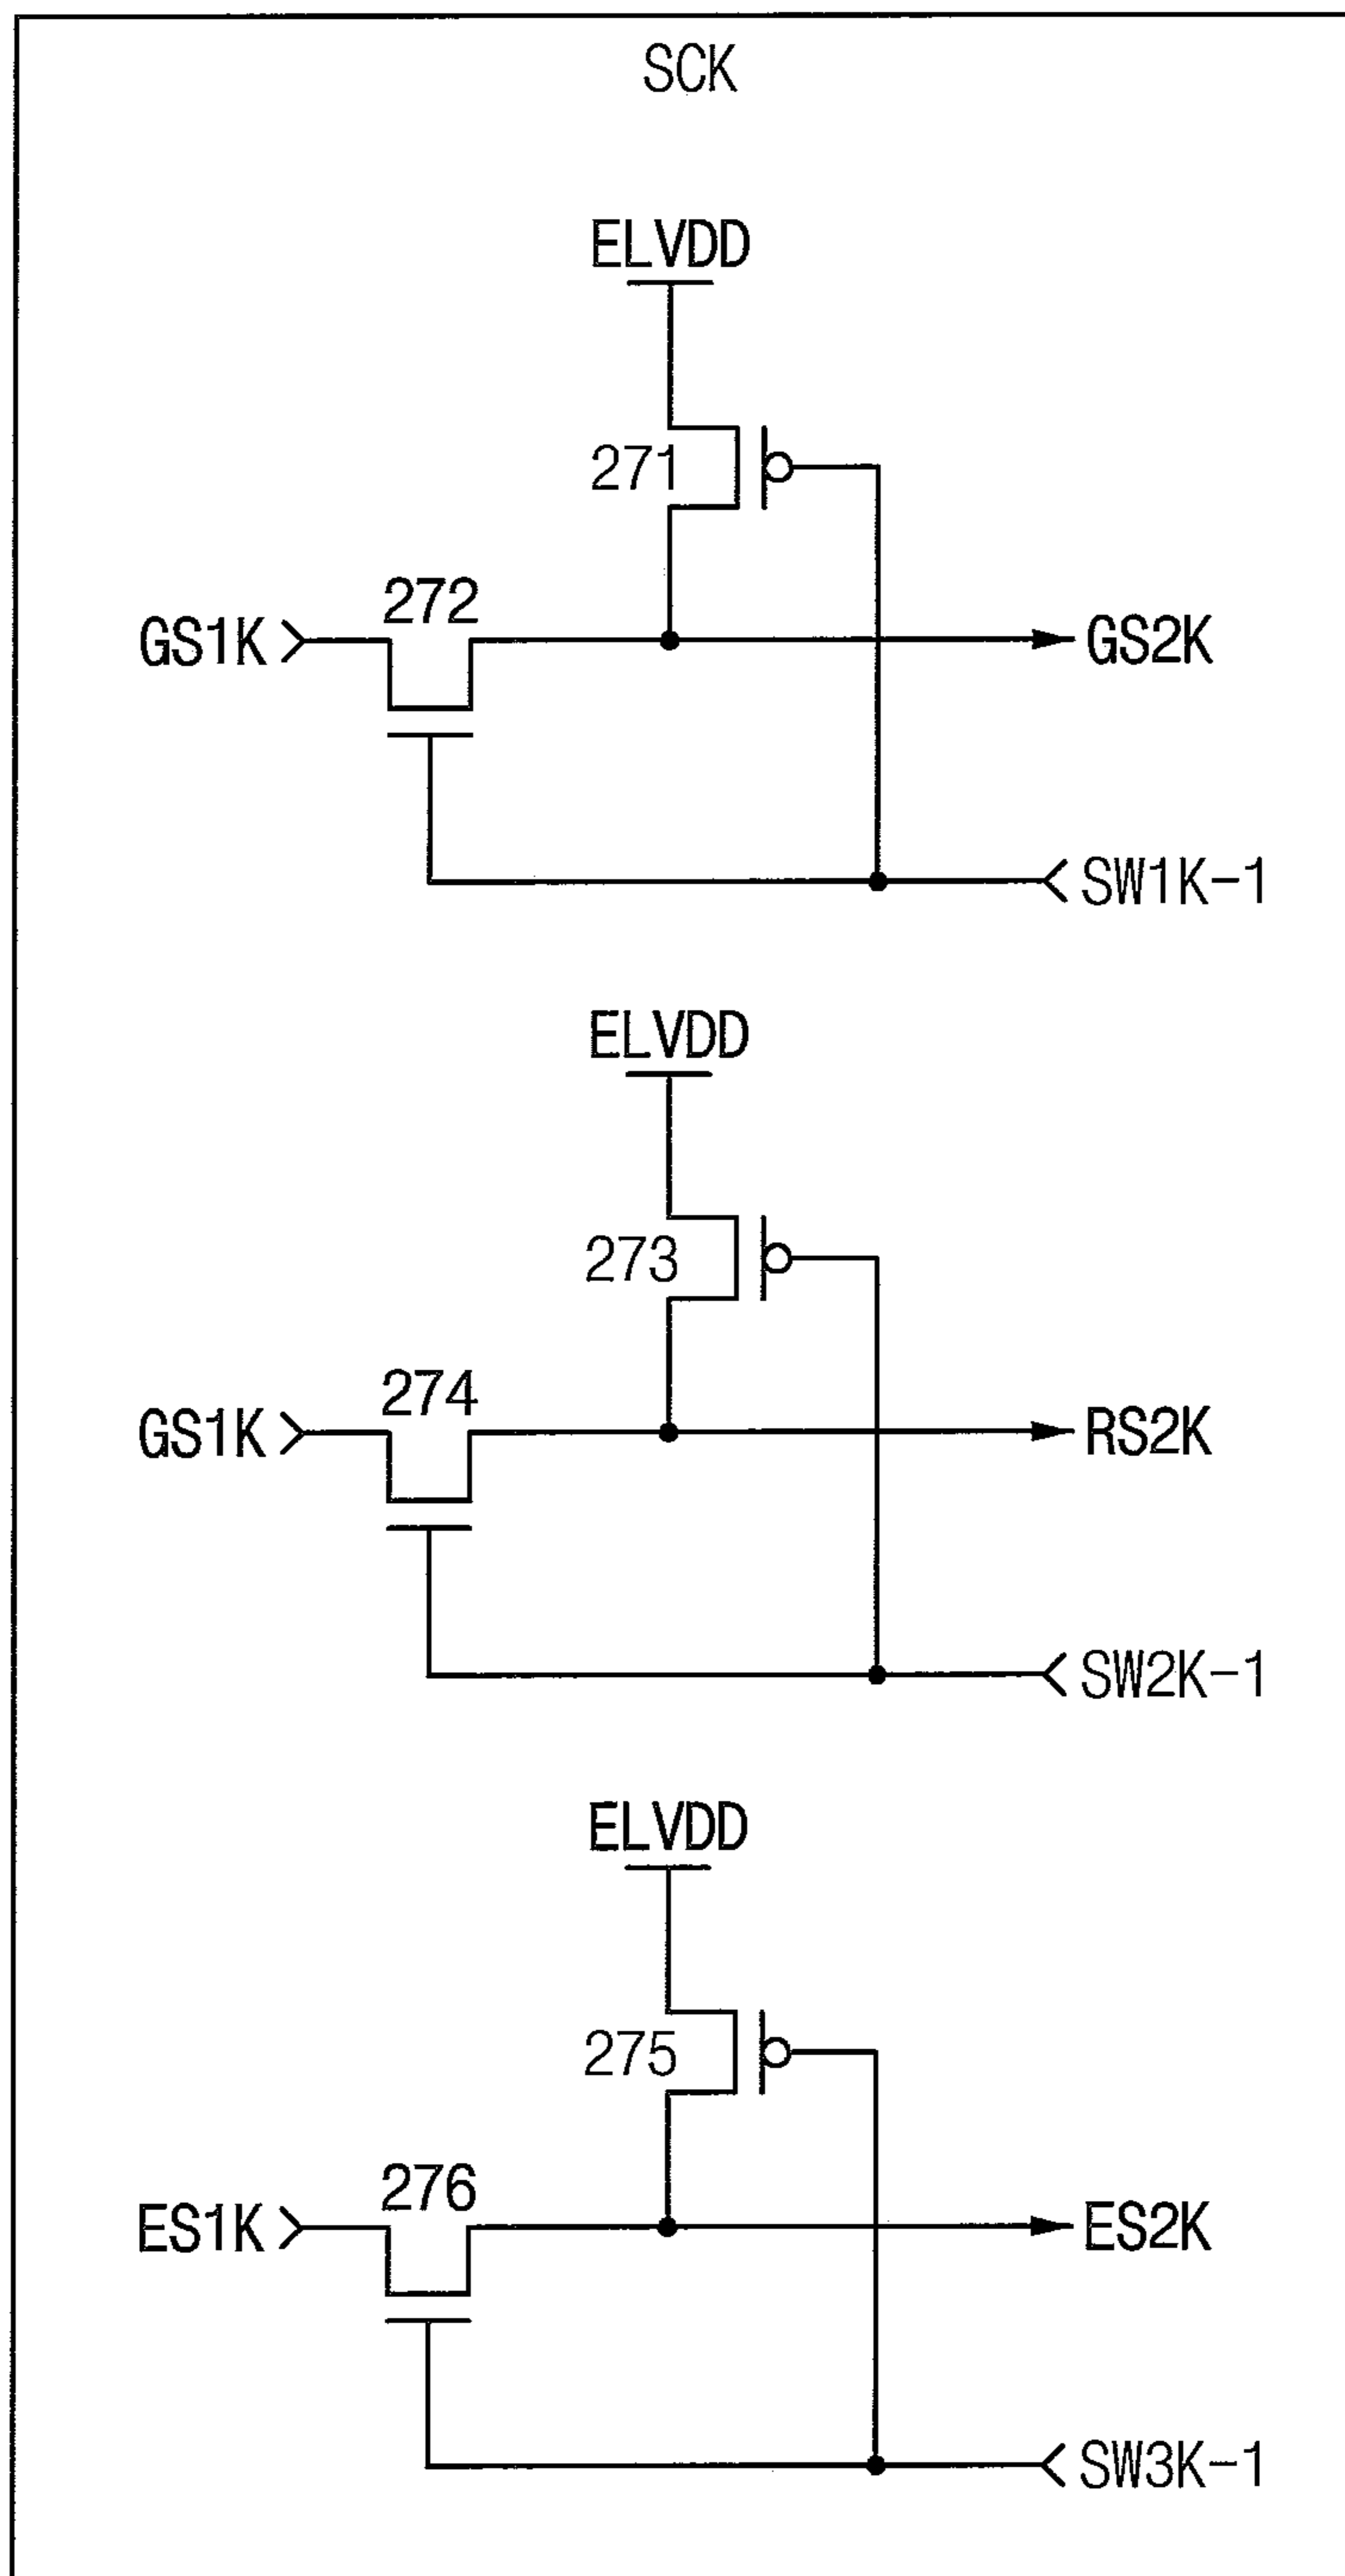 SCK
ELVDD
271
272
GS1K
GS2K
SW1K-1
ELVDD
273
274
GS1K
RS2K
SW2K-1
ELVDD
275
276
ES1K
ES2K
SW3K-1